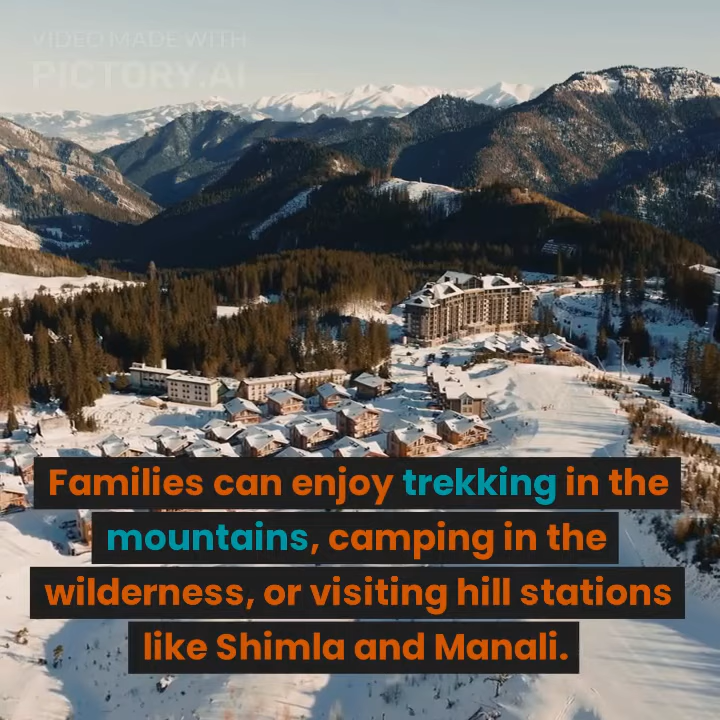 VIDEO MADE WITH
PICTORY.AI
Families can enjoy trekking in the
mountains, camping in the
wilderness, or visiting hill stations
like Shimla and Manali.